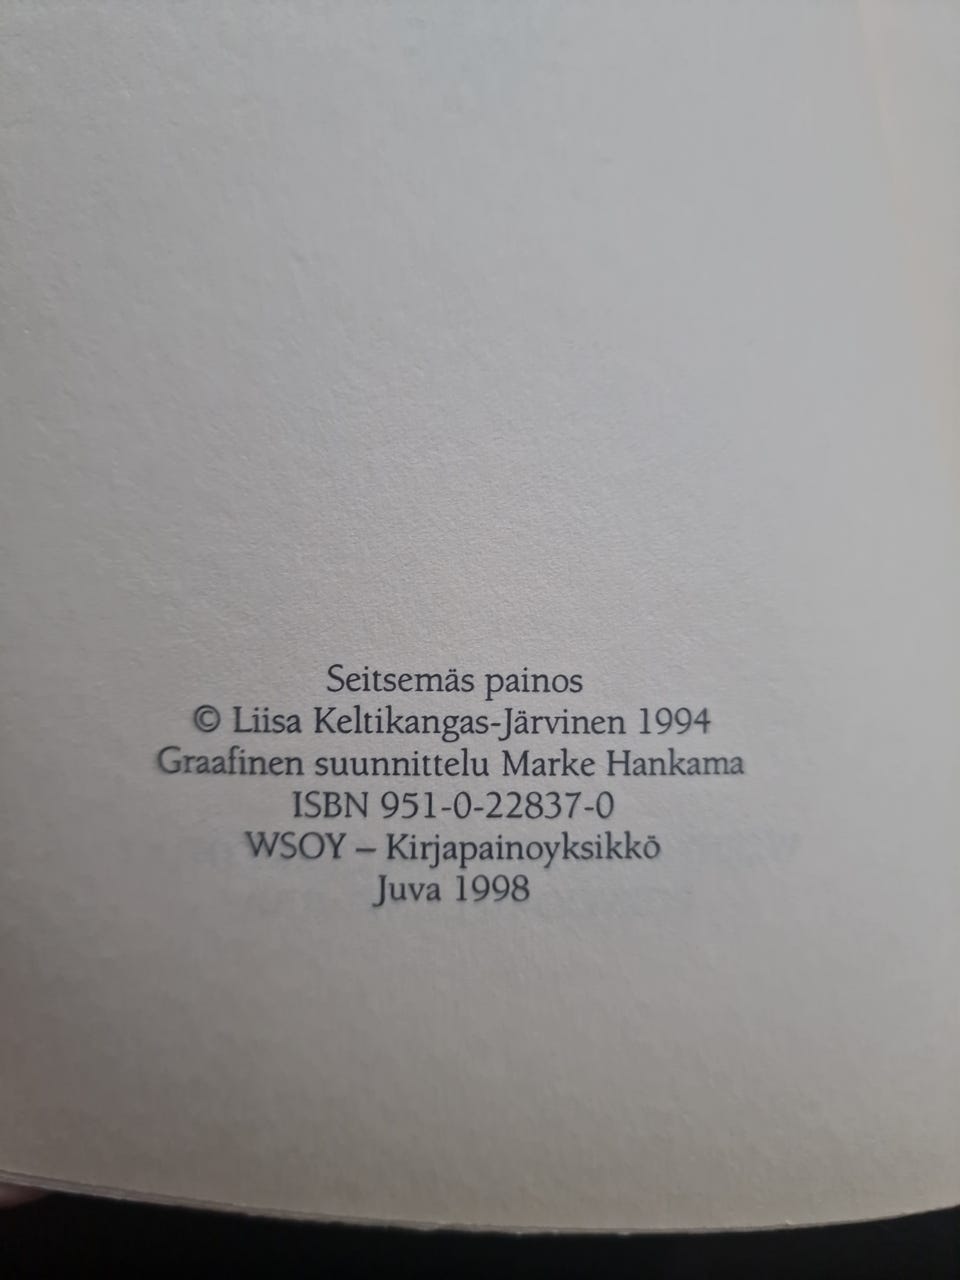 Seitsemäs painos
© Liisa Keltikangas-Järvinen 1994
Graafinen suunnittelu Marke Hankama
ISBN 951-0-22837-0
WSOY – Kirjapainoyksikkö
Juva 1998